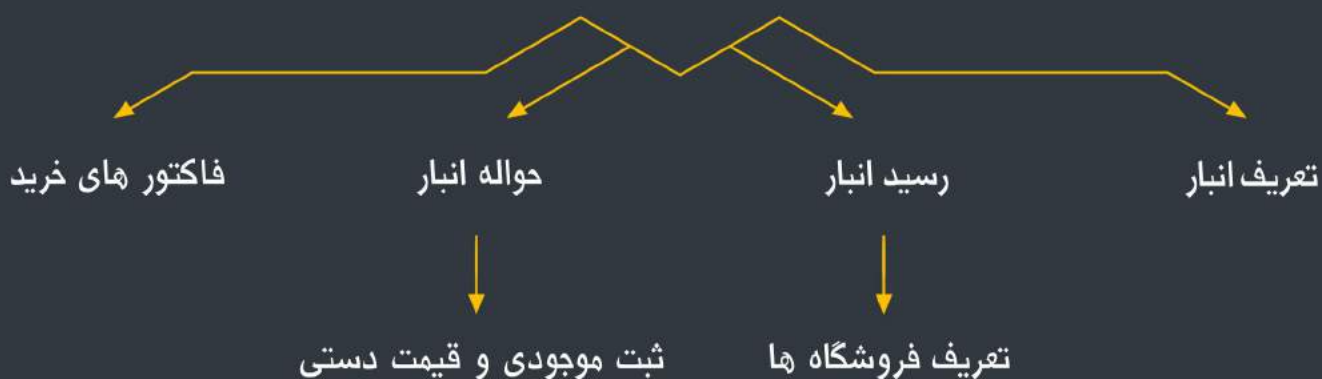 تعریف انبار
رسید انبار
حواله انبار
فاکتور های خرید
تعریف فروشگاه ها
ثبت موجودی و قیمت دستی